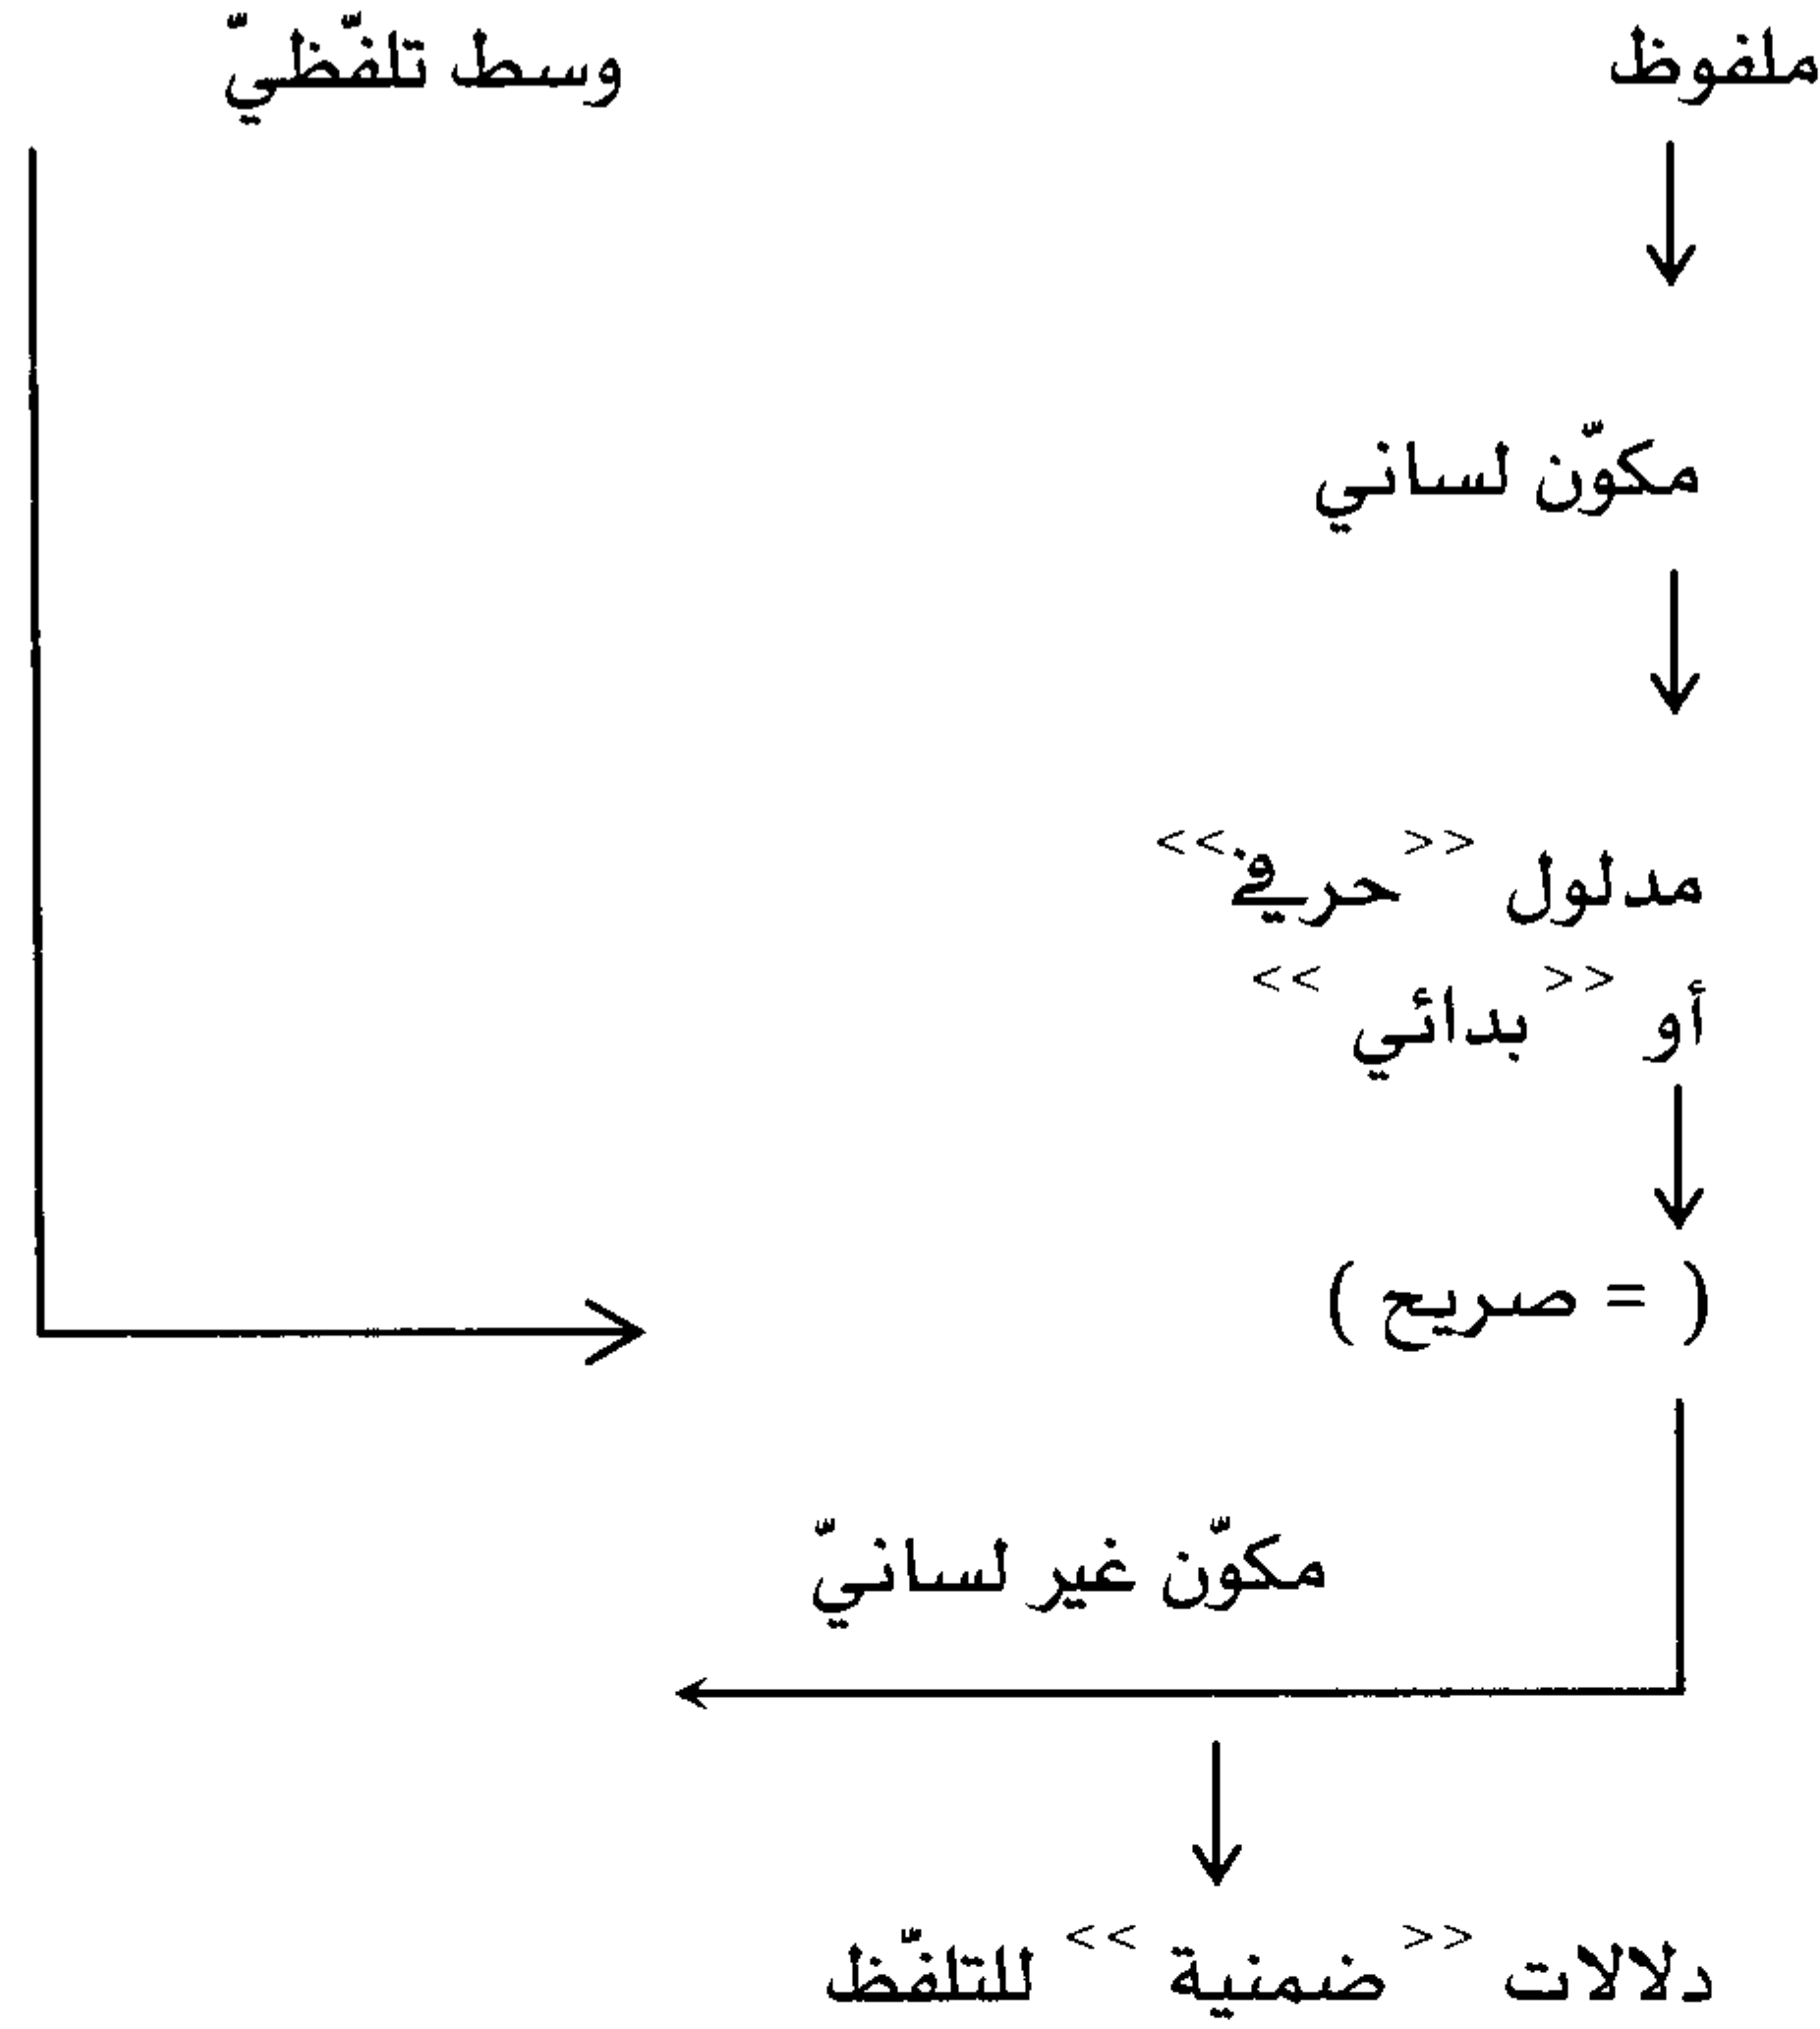 ملفوظ
وسط تلفّظيّ
مكوّن لساني
مدلول >>حرفي<<
أو >> بدائي <<
( = صريح )
مكوّن غير لسانيّ
دلالات >> ضمنية << للتلفّظ